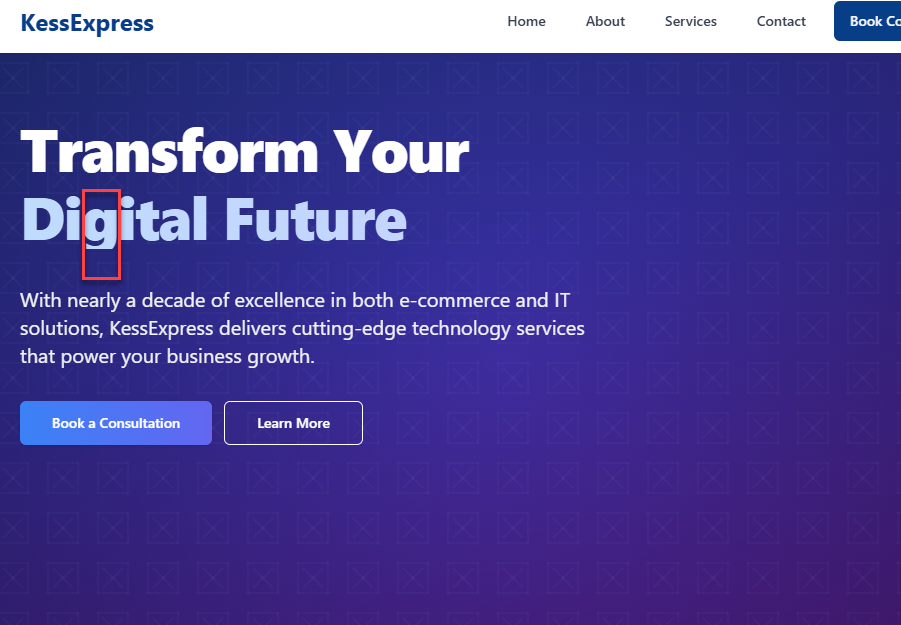 KessExpress
Home About Services Contact Book Co
Transform Your
Digital Future
With nearly a decade of excellence in both e-commerce and IT
solutions, KessExpress delivers cutting-edge technology services
that power your business growth.
Book a Consultation Learn More